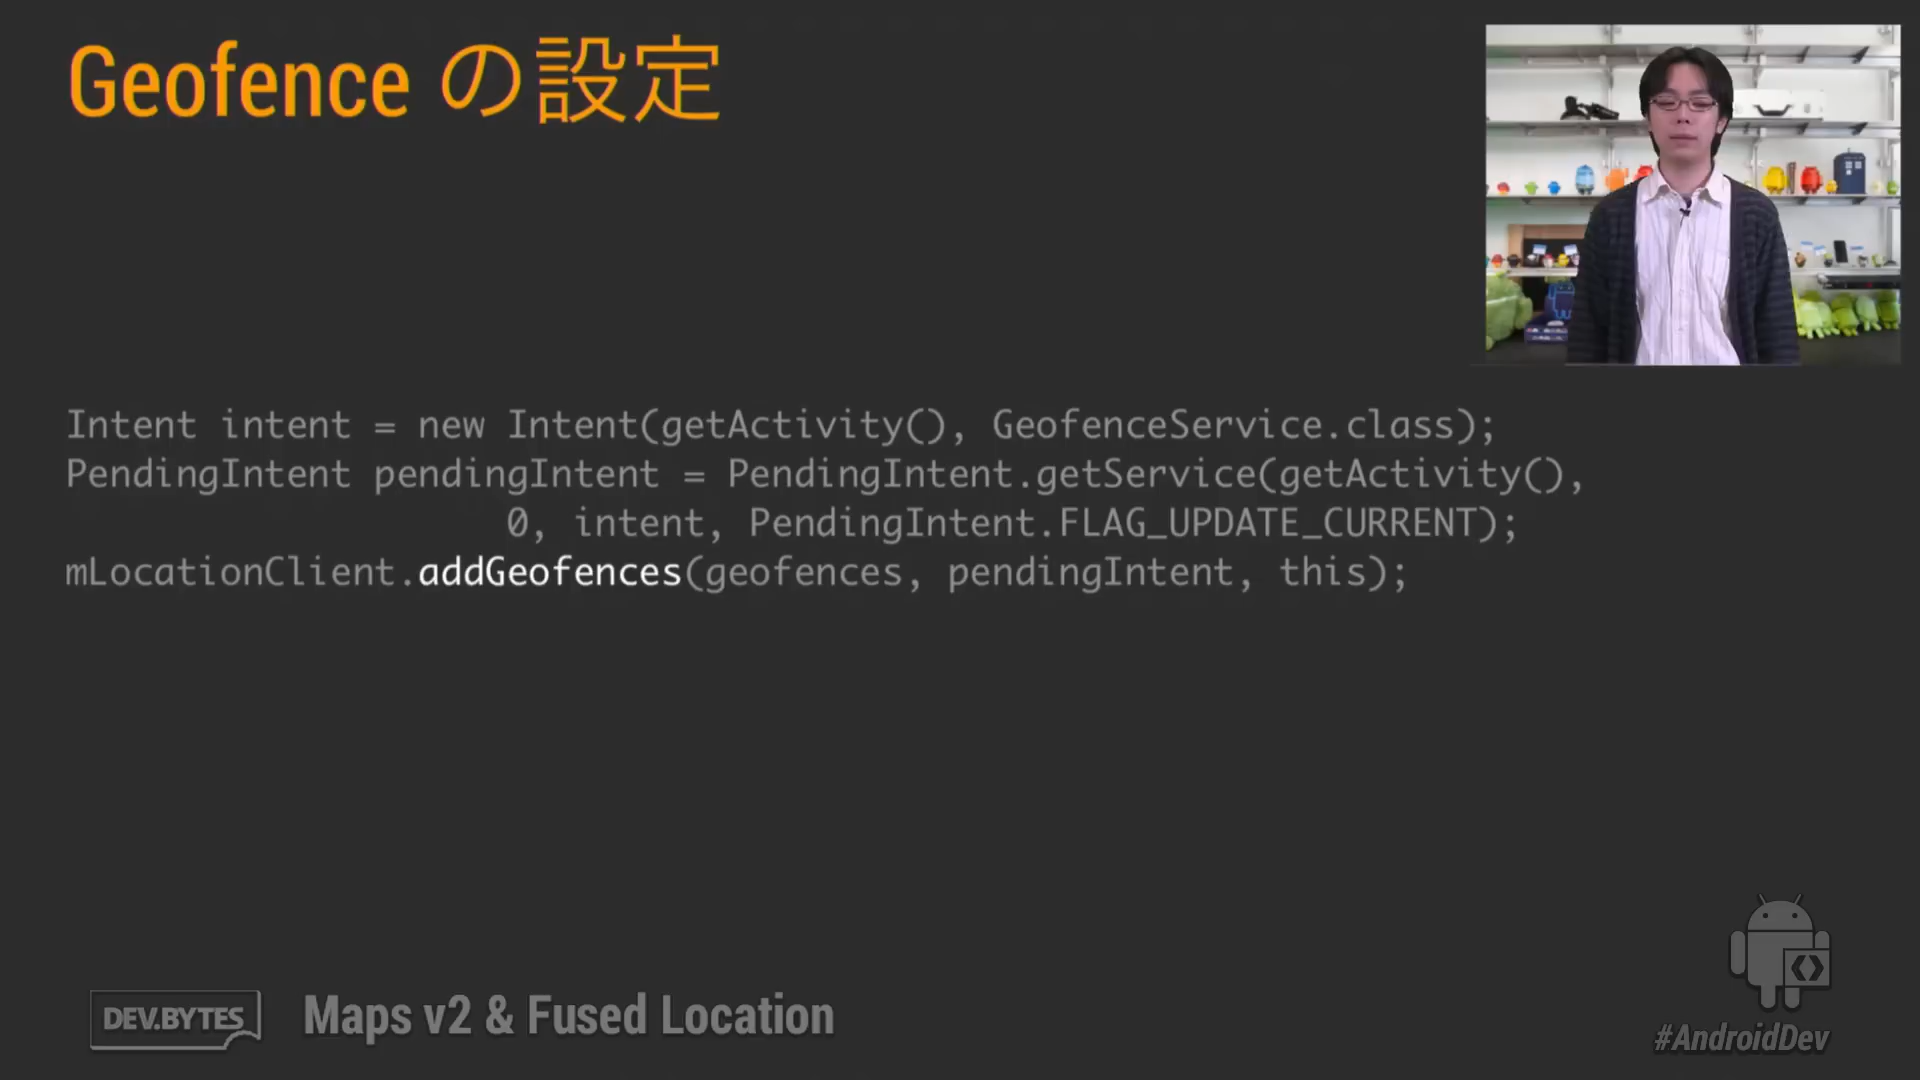 Geofence の設定
Intent intent = new Intent(getActivity(), GeofenceService.class);
PendingIntent pendingIntent = PendingIntent.getService(getActivity(),
0, intent, PendingIntent.FLAG_UPDATE_CURRENT);
mLocationClient.addGeofences(geofences, pendingIntent, this);
DEV.BYTES
Maps v2 & Fused Location
#AndroidDev